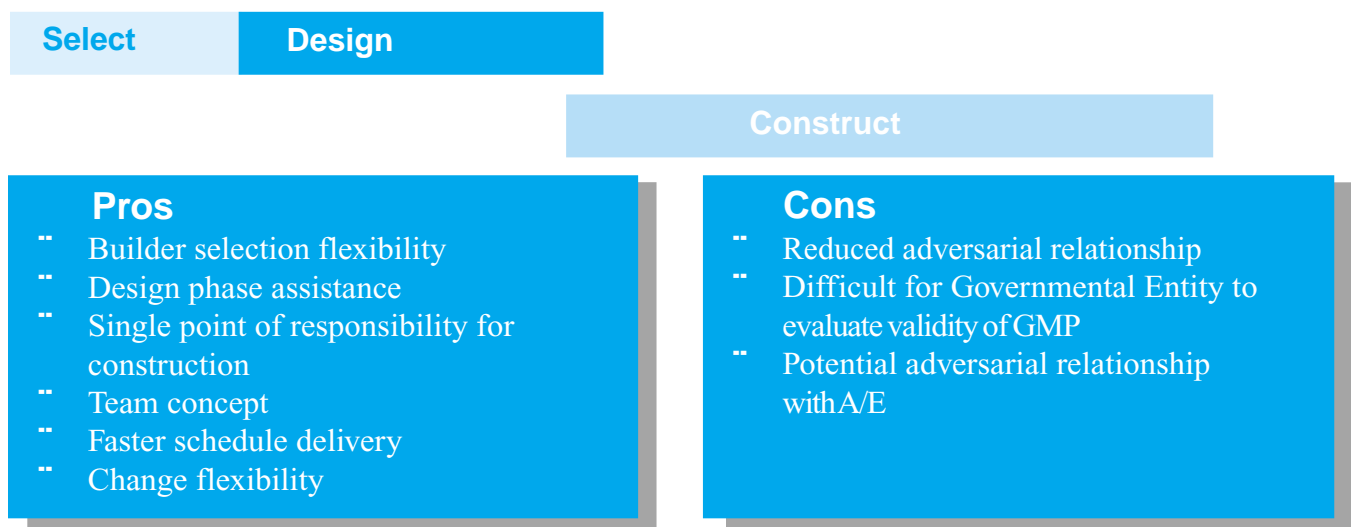 Select
Design
Construct
Pros
¨ Builder selection flexibility
¨ Design phase assistance
¨ Single point of responsibility for
construction
¨ Team concept
¨ Faster schedule delivery
¨ Change flexibility
Cons
¨ Reduced adversarial relationship
¨ Difficult for Governmental Entity to
evaluate validity of GMP
¨ Potential adversarial relationship
with A/E